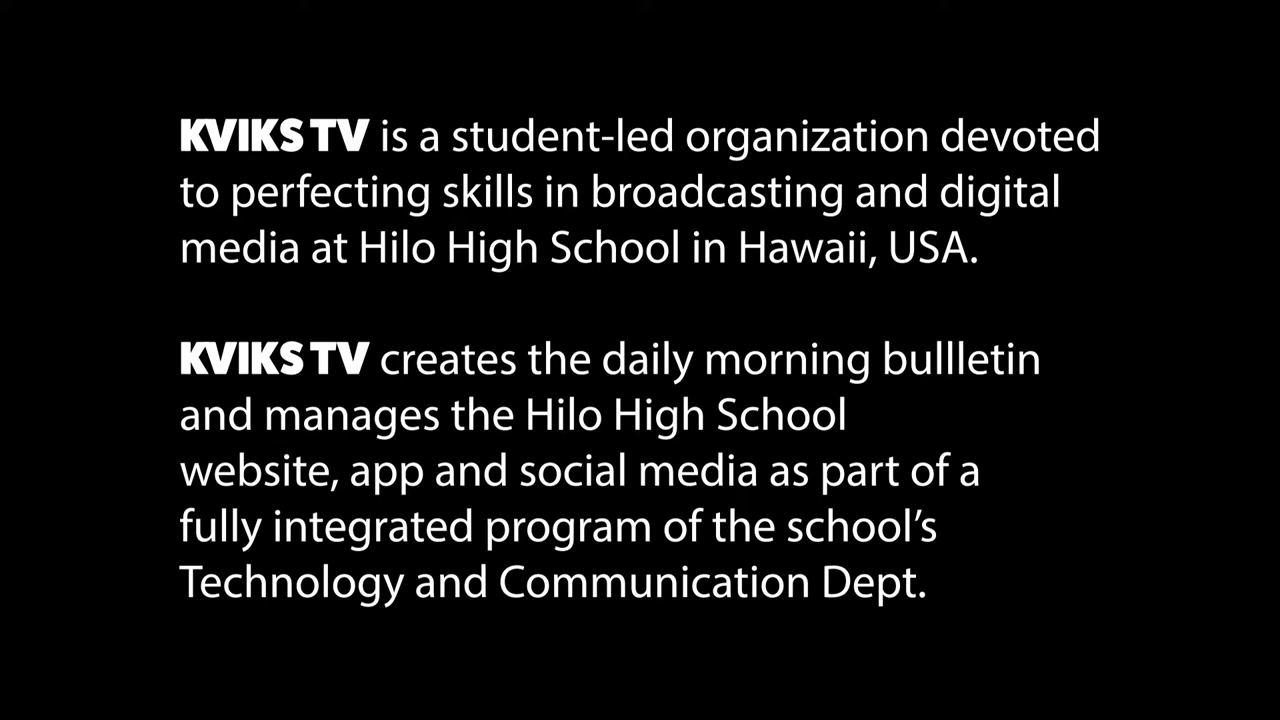 KVIKS TV is a student-led organization devoted
to perfecting skills in broadcasting and digital
media at Hilo High School in Hawaii, USA.
KVIKS TV creates the daily morning bullletin
and manages the Hilo High School
website, app and social media as part of a
fully integrated program of the school’s
Technology and Communication Dept.